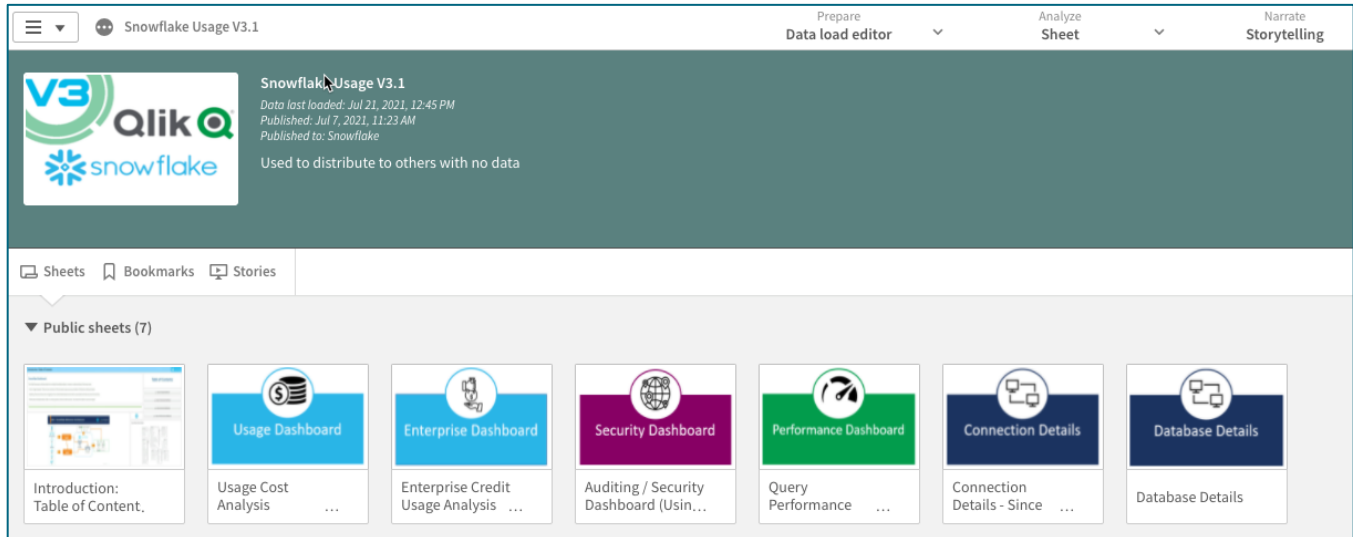 Snowflake Usage V3.1
Prepare
Data load editor
Analyze
Sheet
Narrate
Storytelling
V3
Qlik Q
snowflake
Snowflake Usage V3.1
Data last loaded: Jul 21, 2021, 12:45 PM
Published: Jul 7, 2021, 11:23 AM
Published to: Snowflake
Used to distribute to others with no data
Sheets
Bookmarks
Stories
Public sheets (7)
Usage Dashboard
Enterprise Dashboard
Security Dashboard
Performance Dashboard
Connection Details
Database Details
Introduction:
Table of Content.
Usage Cost
Analysis ...
Enterprise Credit
Usage Analysis ...
Auditing / Security
Dashboard (Usin...
Query
Performance ...
Connection
Details - Since ...
Database Details